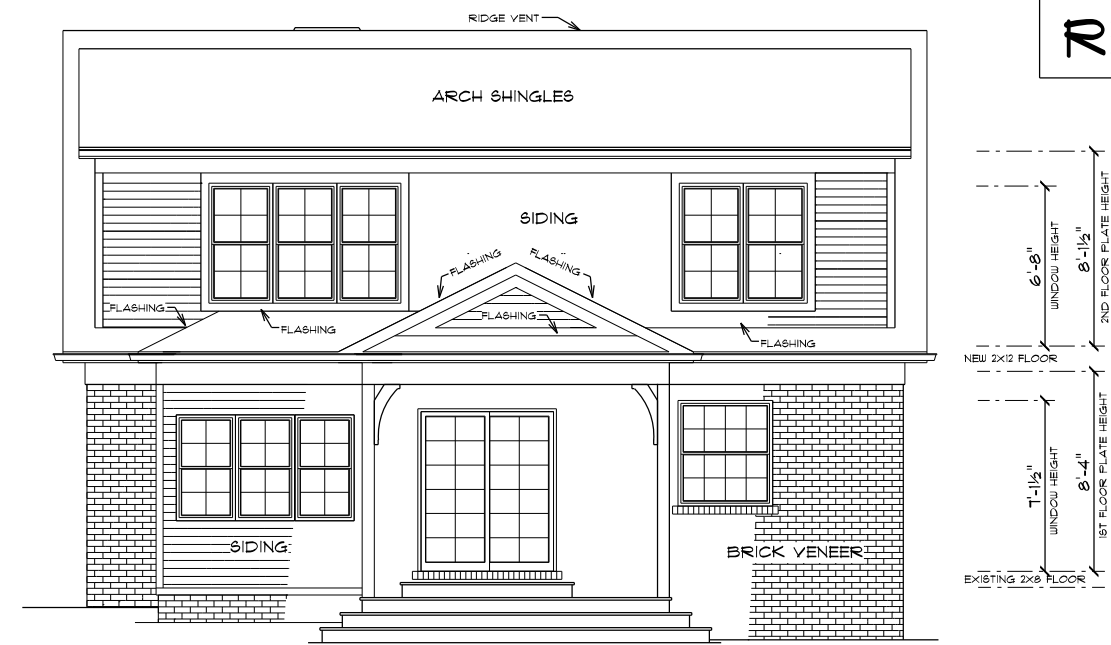 RIDGE VENT
R
ARCH SHINGLES
SIDING
FLASHING
FLASHING
FLASHING
FLASHING
FLASHING
FLASHING
6'-8"
WINDOW HEIGHT
8'-1½"
2ND FLOOR PLATE HEIGHT
NEW 2X12 FLOOR
7'-1½"
WINDOW HEIGHT
8'-4"
1ST FLOOR PLATE HEIGHT
SIDING
BRICK VENEER
EXISTING 2X8 FLOOR